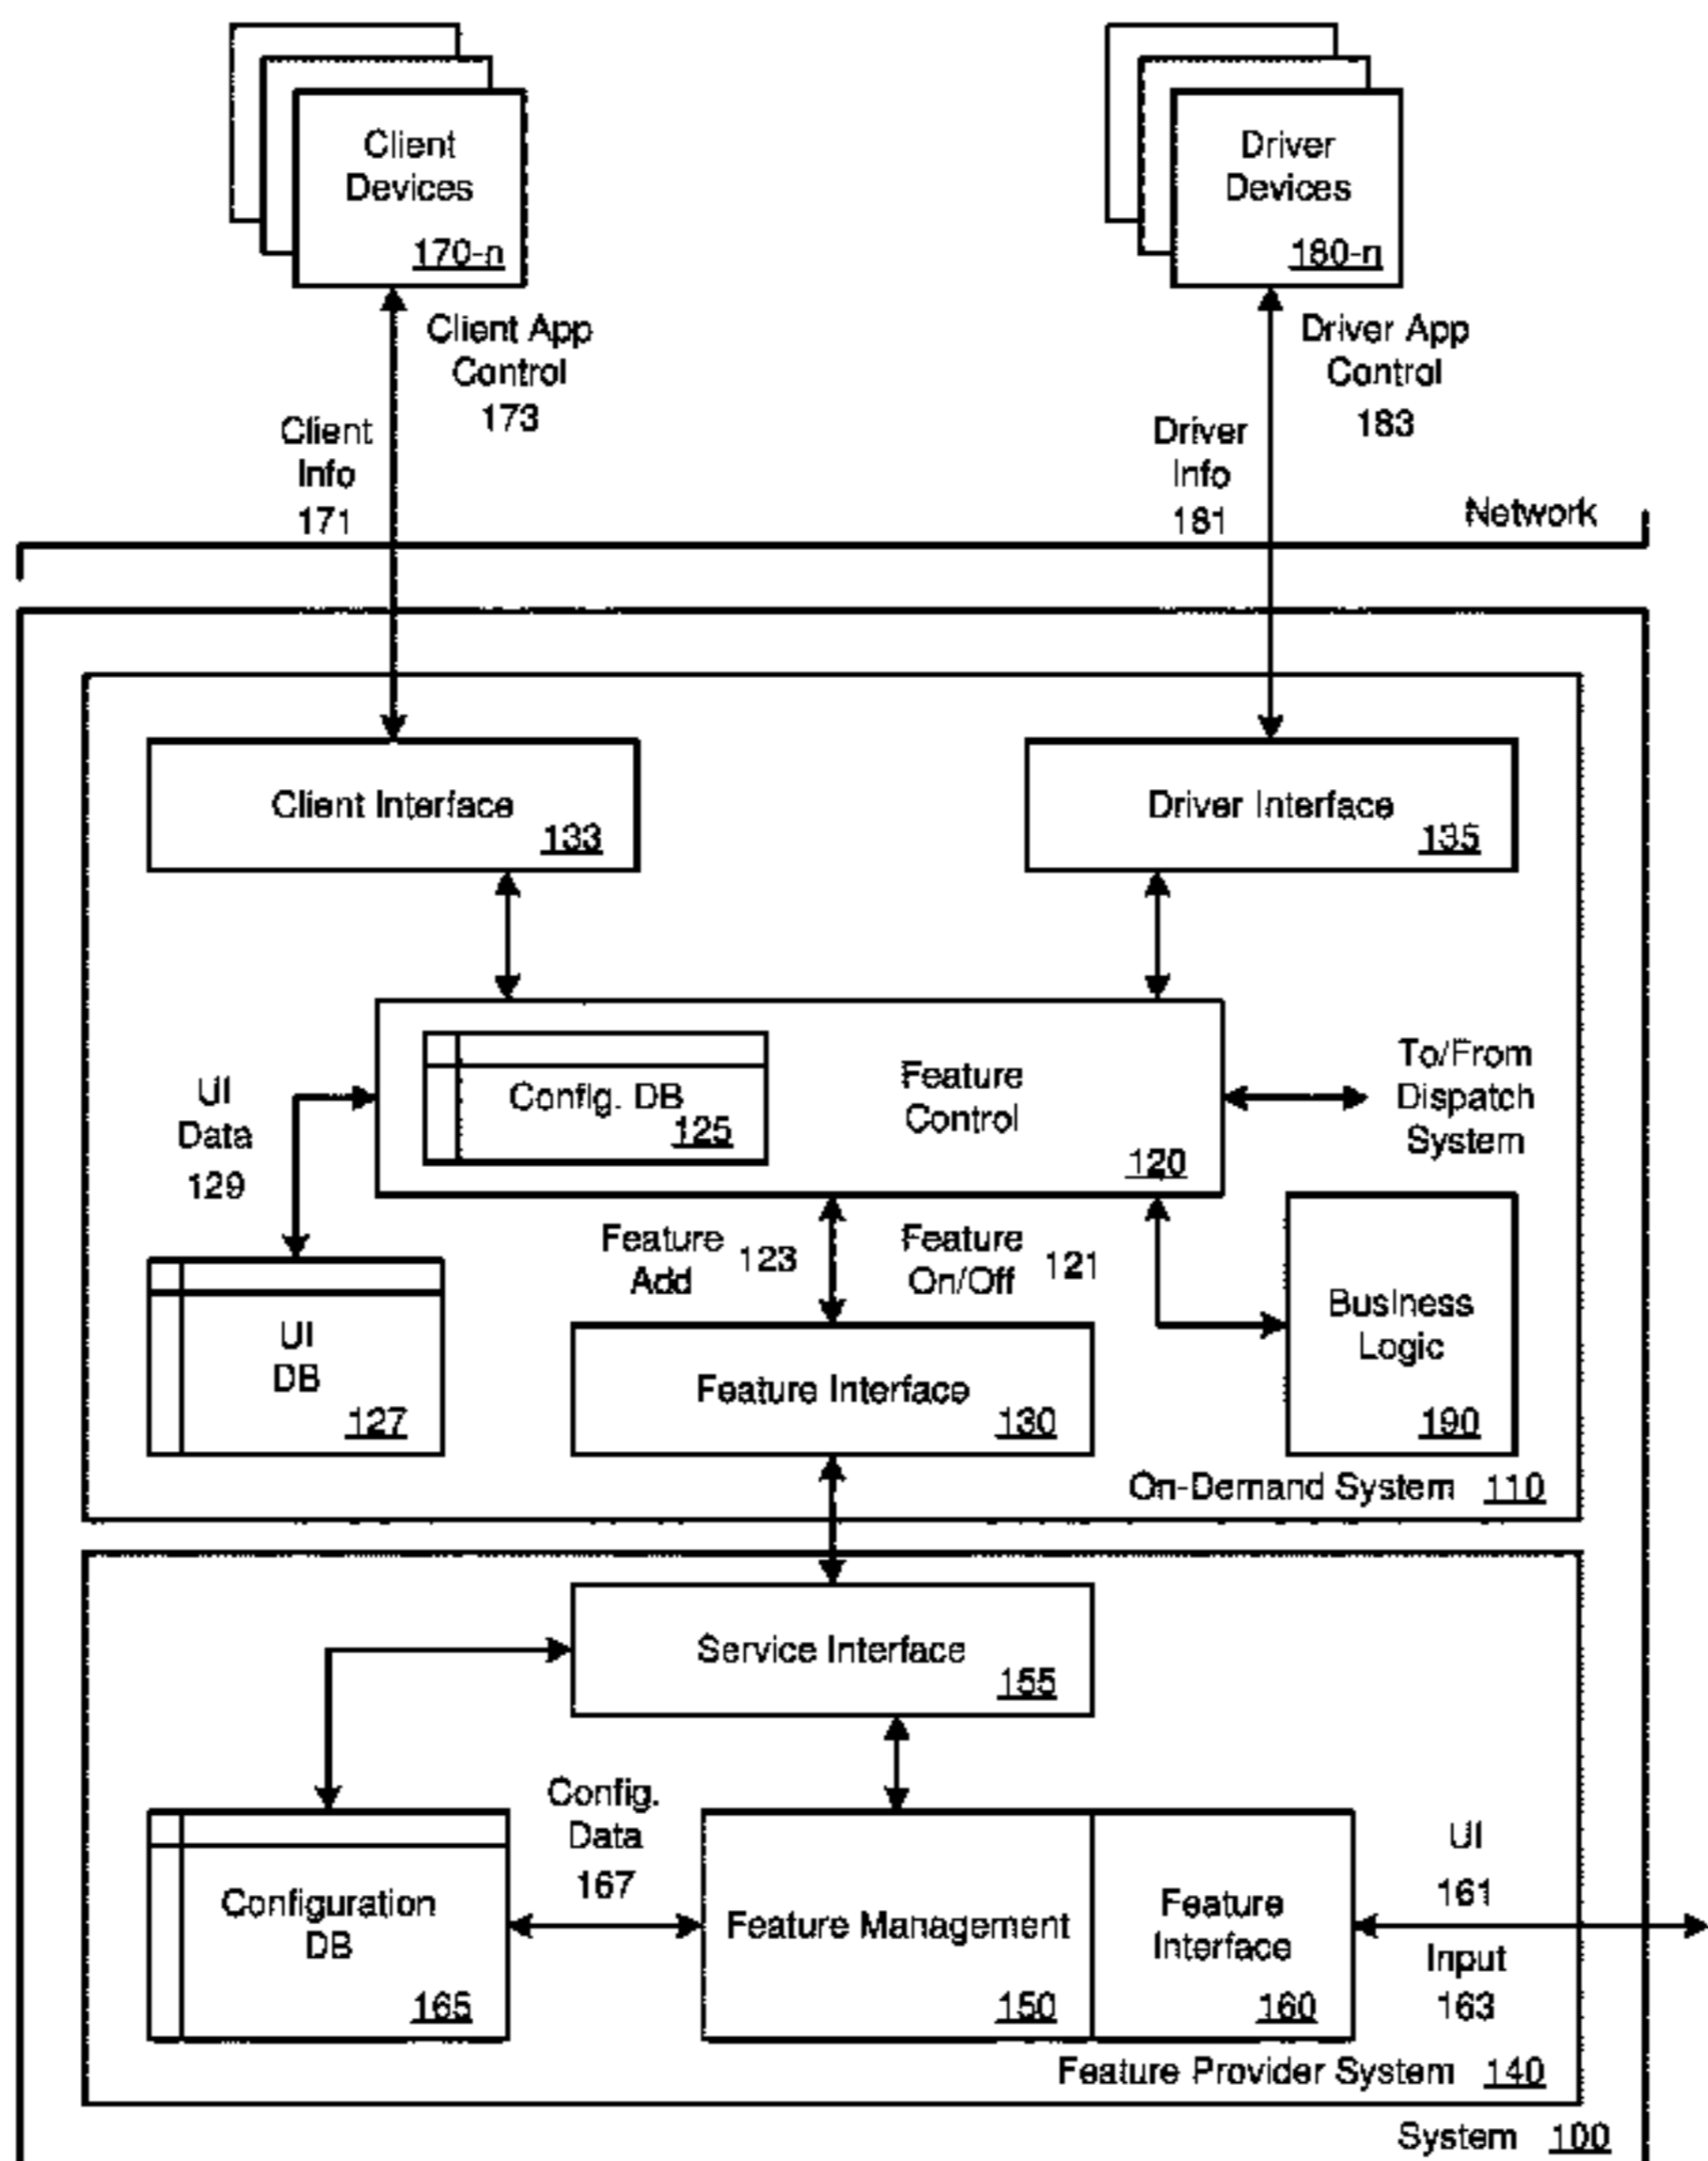 Client
Devices
170-n
Driver
Devices
180-n
Client App
Control
173
Driver App
Control
183
Client
Info
171
Driver
Info
181
Network
Client Interface
133
Driver Interface
135
Config. DB
125
Feature
Control
120
To/From
Dispatch
System
UI
Data
129
Feature
Add
123
Feature
On/Off
121
UI
DB
127
Feature Interface
130
Business
Logic
190
On-Demand System 110
Service Interface
155
Config.
Data
167
Configuration
DB
165
Feature Management
150
Feature
Interface
160
UI
161
Input
163
Feature Provider System 140
System 100